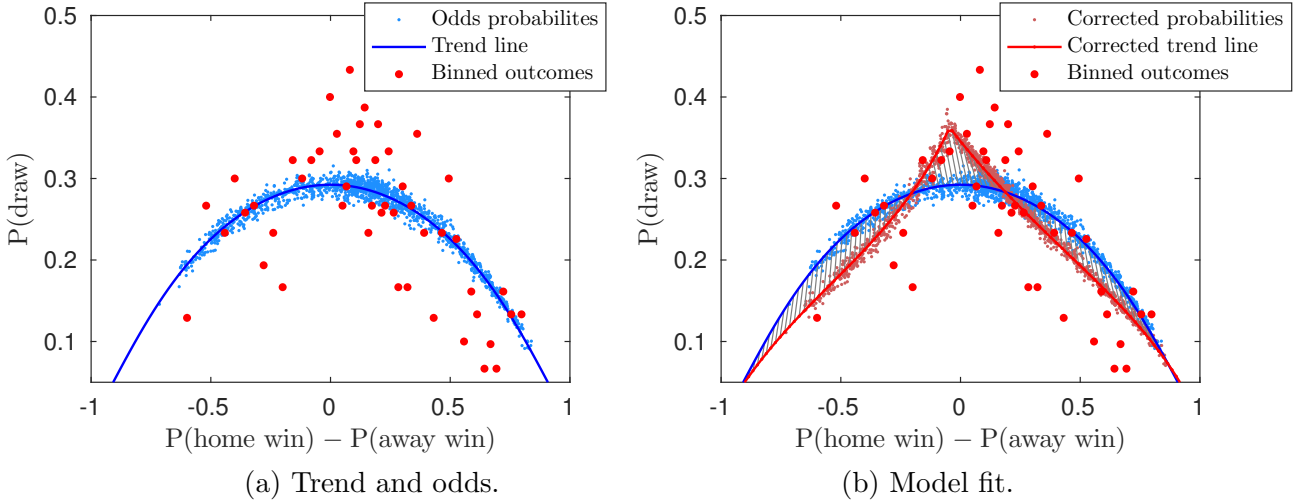 0.5
0.4
0.3
0.2
0.1
P(draw)
-1
-0.5
0
0.5
1
P(home win) − P(away win)
Odds probabilites
Trend line
Binned outcomes
(a) Trend and odds.
0.5
0.4
0.3
0.2
0.1
P(draw)
-1
-0.5
0
0.5
1
P(home win) − P(away win)
Corrected probabilities
Corrected trend line
Binned outcomes
(b) Model fit.